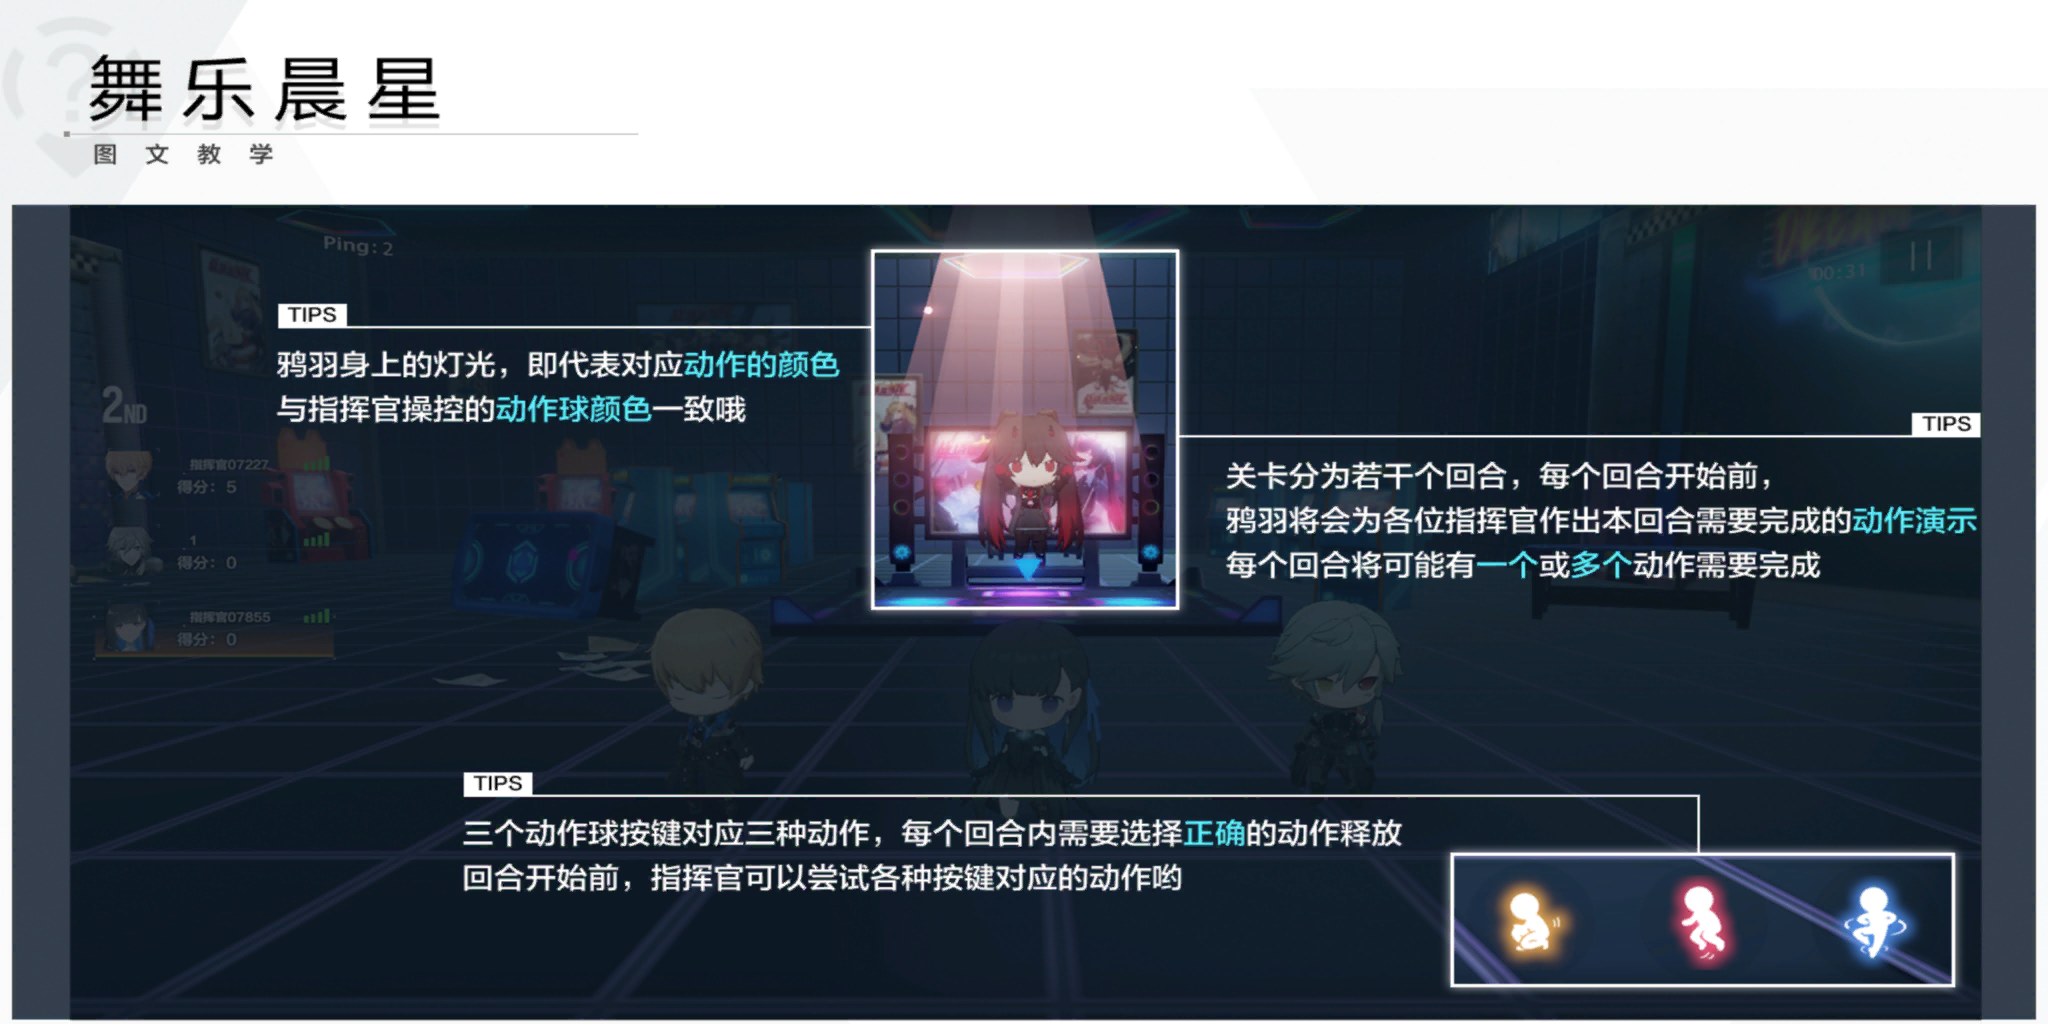 舞乐晨星
图文教学
Ping: 2
00:31
TIPS
鸦羽身上的灯光，即代表对应动作的颜色
与指挥官操控的动作球颜色一致哦
2ND
指挥官07227
得分：5
1
得分：0
指挥官07855
得分：0
TIPS
关卡分为若干个回合，每个回合开始前，
鸦羽将会为各位指挥官作出本回合需要完成的动作演示
每个回合将可能有一个或多个动作需要完成
TIPS
三个动作球按键对应三种动作，每个回合内需要选择正确的动作释放
回合开始前，指挥官可以尝试各种按键对应的动作哟